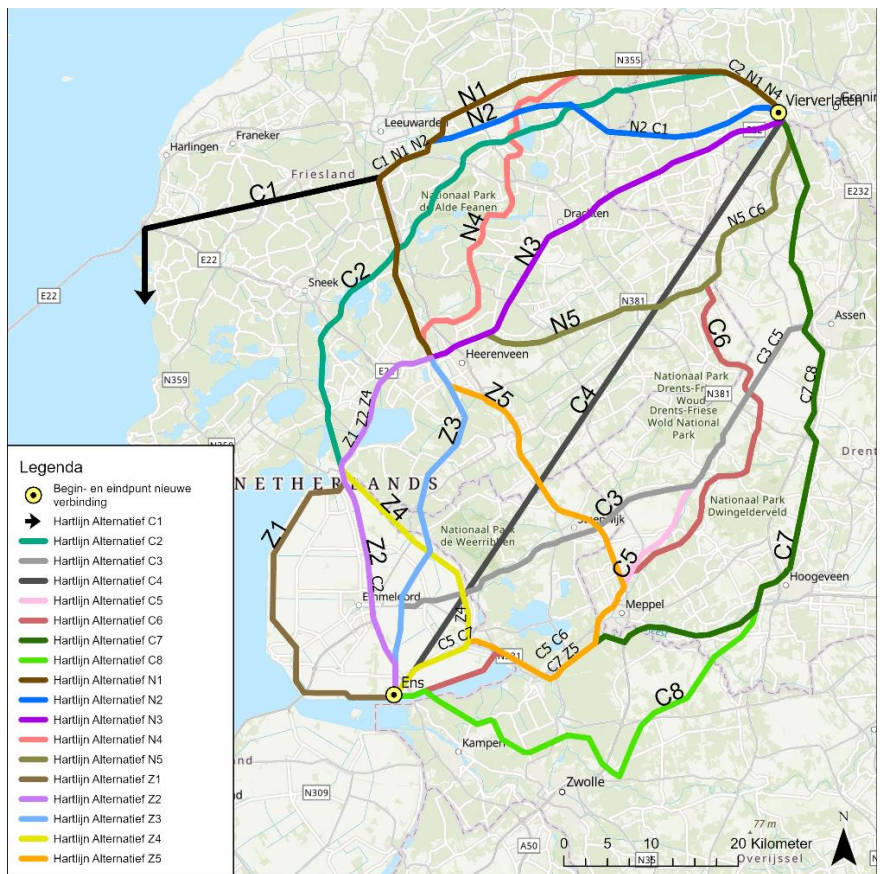 N355
C2 N1 N4
N1
Vierverlaten
Gronin
N2
Leeuwarden
Franeker
Harlingen
C1 N1 N2
N2 C1
Friesland
C1
Nationaal Park
de Alde Feanen
E232
N4
Drachten
N5 C6
N3
E22
C2
Sneek
E22
N381
N5
Assen
C6
C3 C5
Heerenveen
N359
Z5
Nationaal Park
Drents-Fries
Woud
Drents-Friese
Wold National
Park
N381
C7 C8
C4
Z1 Z2 Z4
Z3
Drent
NETHERLANDS
Z4
C3
Nationaal Park
Dwingelderveld
Z1
Nationaal Park
de Weerribben
Z2
C2
C5
C7
Hoogeveen
Emmeloord
Meppel
Z4
C5 C7
C5 C6
C7 Z5
Ens
C8
Kampen
Zwolle
N309
N
77 m
0 5 10 20 Kilometer
A50
N35
Overijssel
Legenda
Begin- en eindpunt nieuwe
verbinding
Hartlijn Alternatief C1
Hartlijn Alternatief C2
Hartlijn Alternatief C3
Hartlijn Alternatief C4
Hartlijn Alternatief C5
Hartlijn Alternatief C6
Hartlijn Alternatief C7
Hartlijn Alternatief C8
Hartlijn Alternatief N1
Hartlijn Alternatief N2
Hartlijn Alternatief N3
Hartlijn Alternatief N4
Hartlijn Alternatief N5
Hartlijn Alternatief Z1
Hartlijn Alternatief Z2
Hartlijn Alternatief Z3
Hartlijn Alternatief Z4
Hartlijn Alternatief Z5